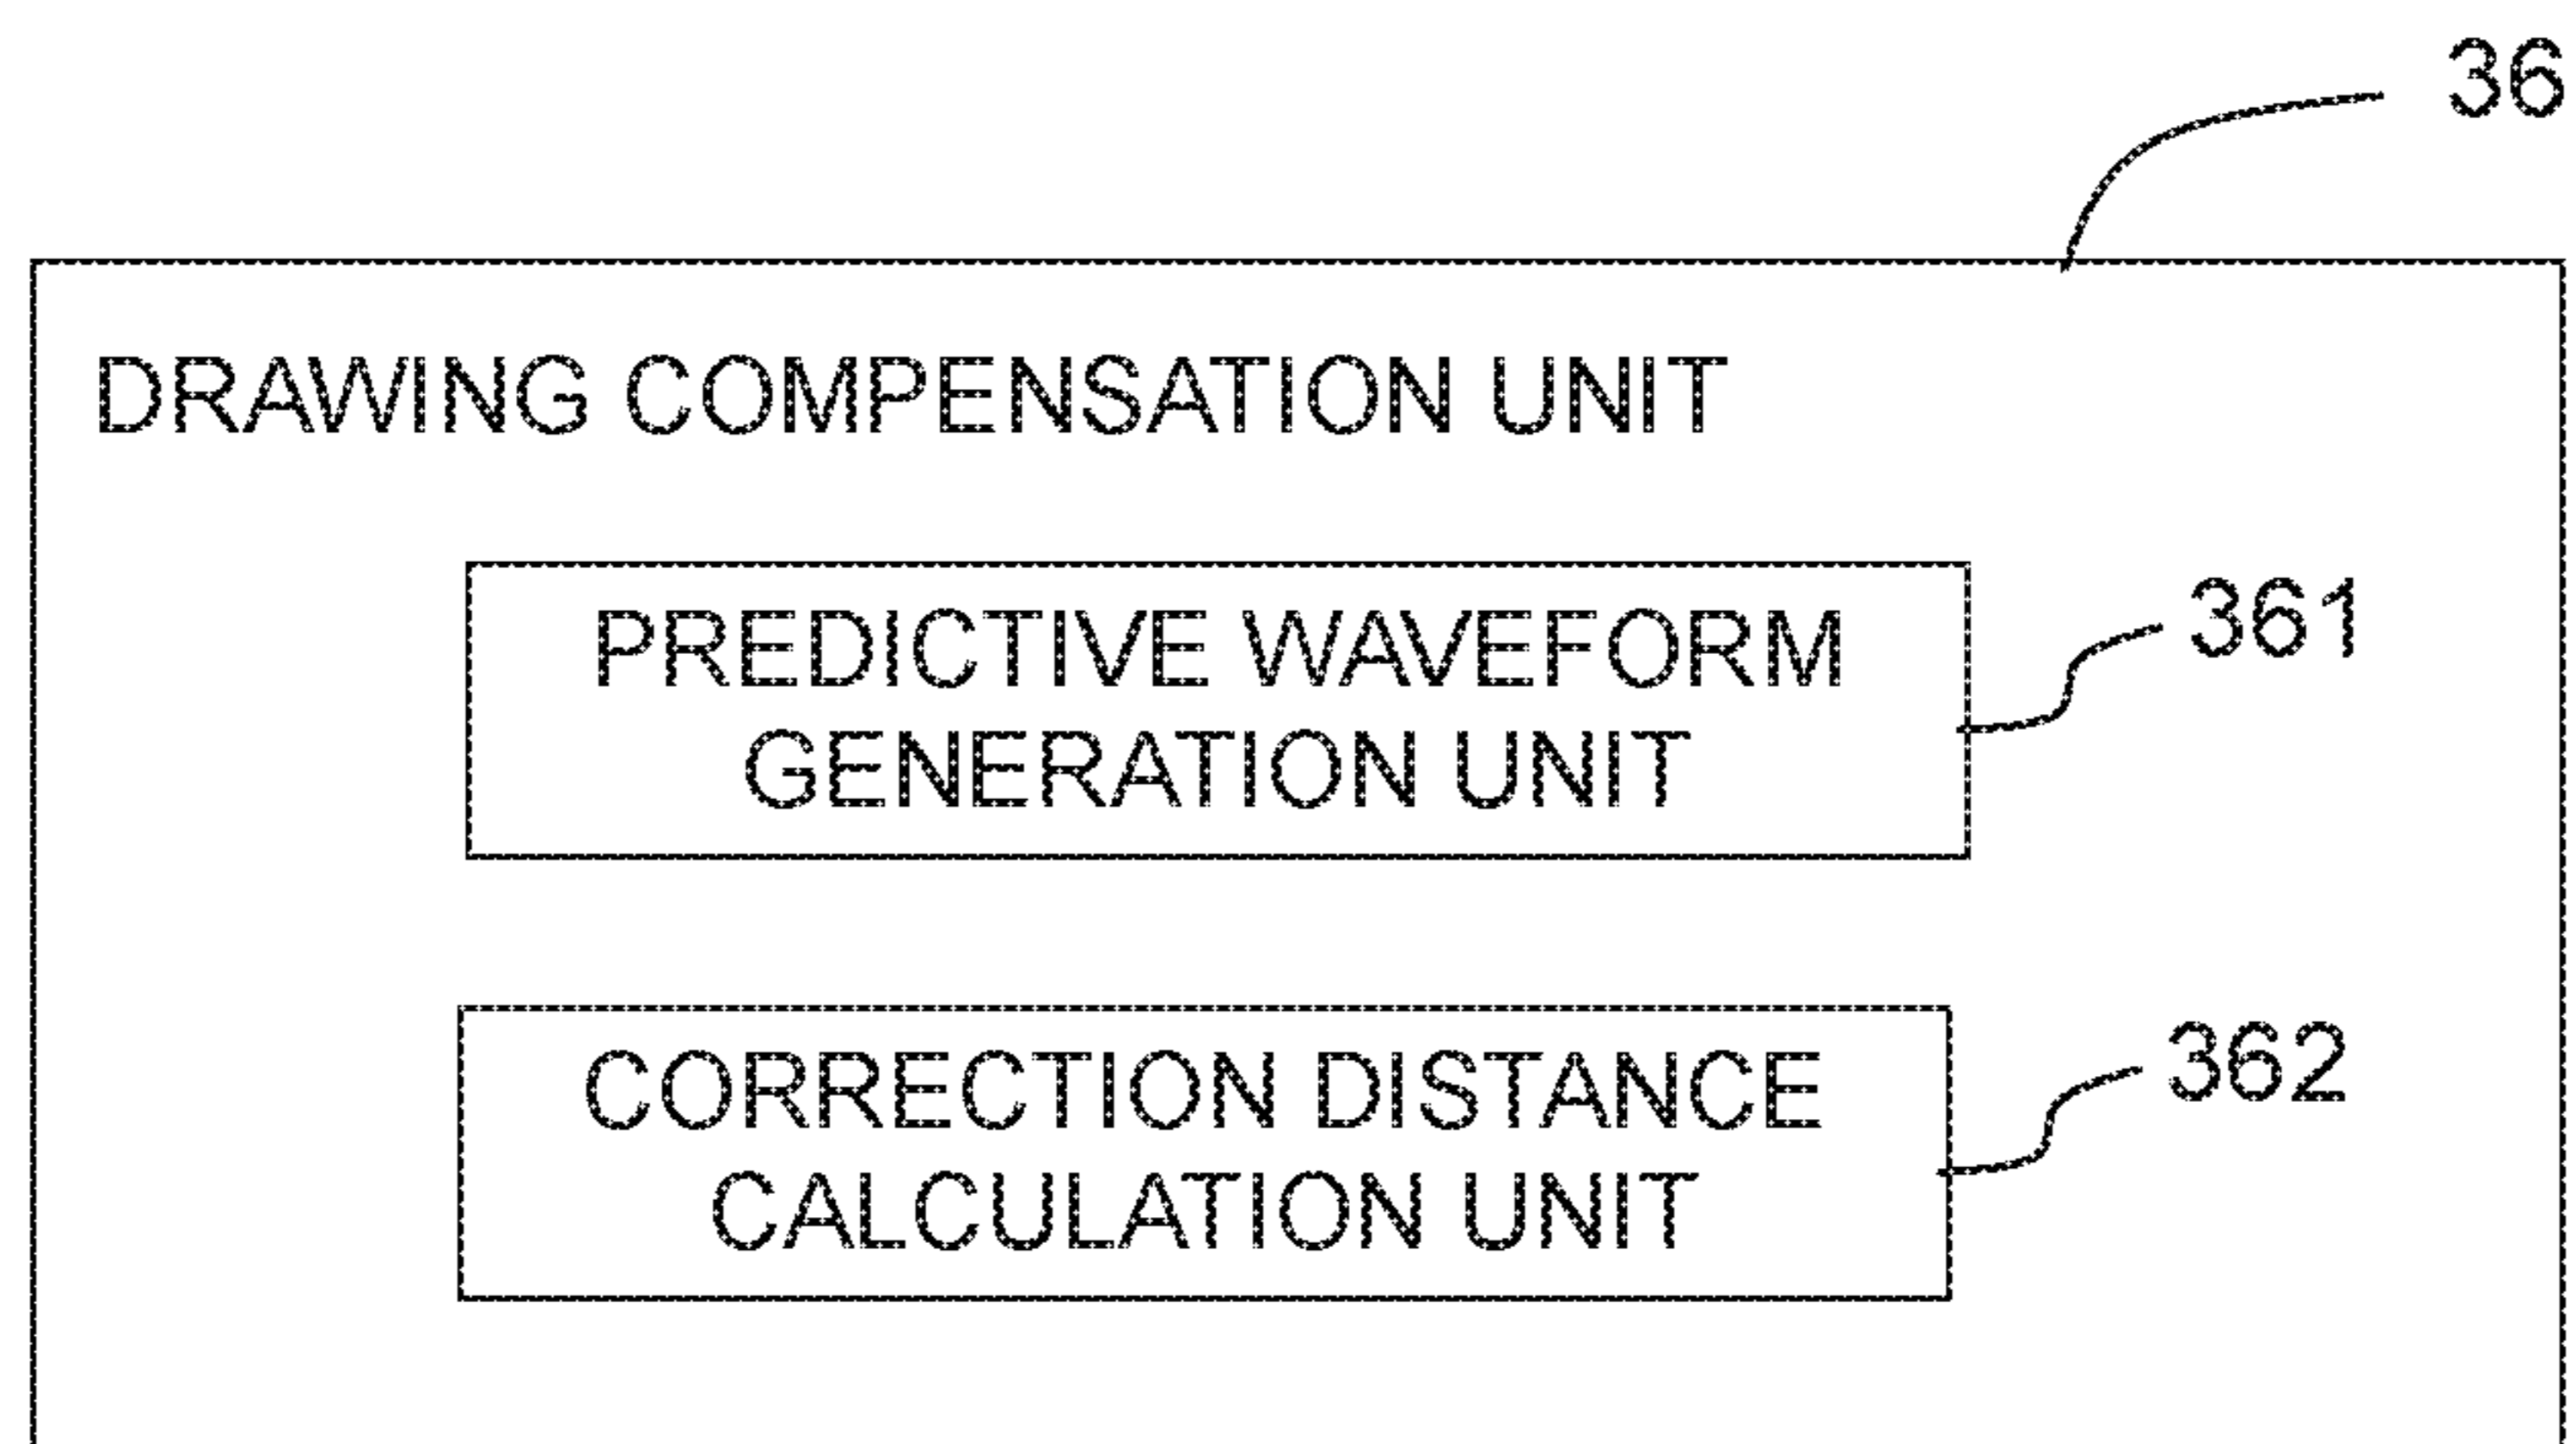 36
DRAWING COMPENSATION UNIT
PREDICTIVE WAVEFORM
GENERATION UNIT
361
CORRECTION DISTANCE
CALCULATION UNIT
362